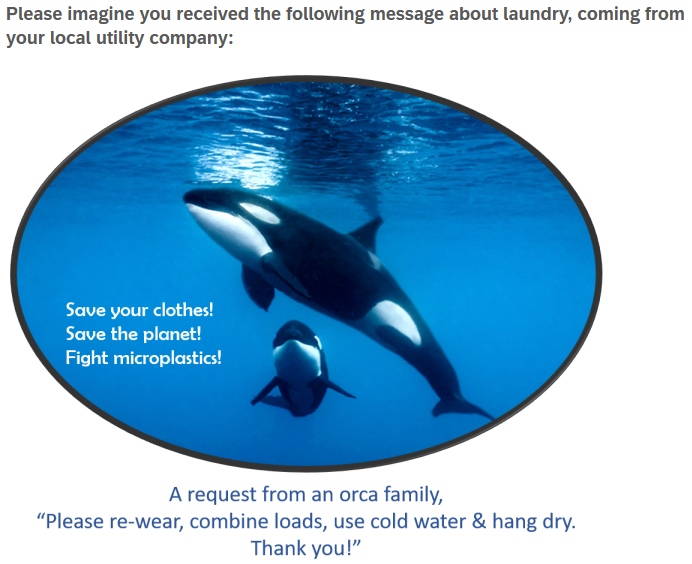 Please imagine you received the following message about laundry, coming from
your local utility company:
Save your clothes!
Save the planet!
Fight microplastics!
A request from an orca family,
“Please re-wear, combine loads, use cold water & hang dry.
Thank you!”